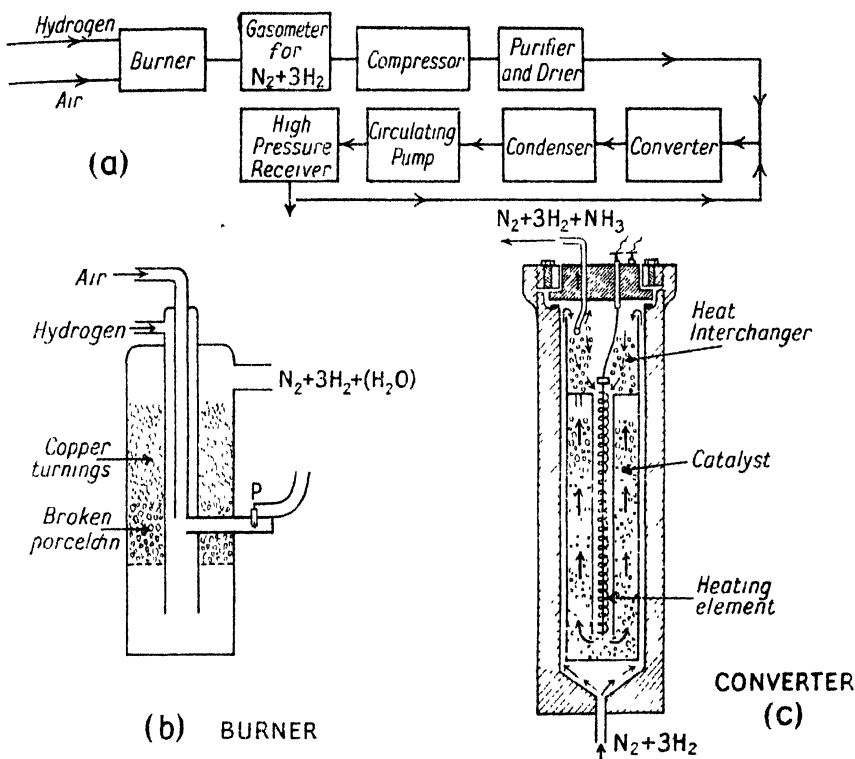 Hydrogen
Air
Burner
Gasometer
for
N₂+3H₂
Compressor
Purifier
and Drier
High
Pressure
Receiver
Circulating
Pump
Condenser
Converter
(a)
N₂+3H₂+NH₃
Air
Hydrogen
N₂+3H₂+(H₂O)
Copper
turnings
Broken
porcelain
P
Heat
Interchanger
Catalyst
Heating
element
(b) BURNER
CONVERTER
(c)
N₂+3H₂